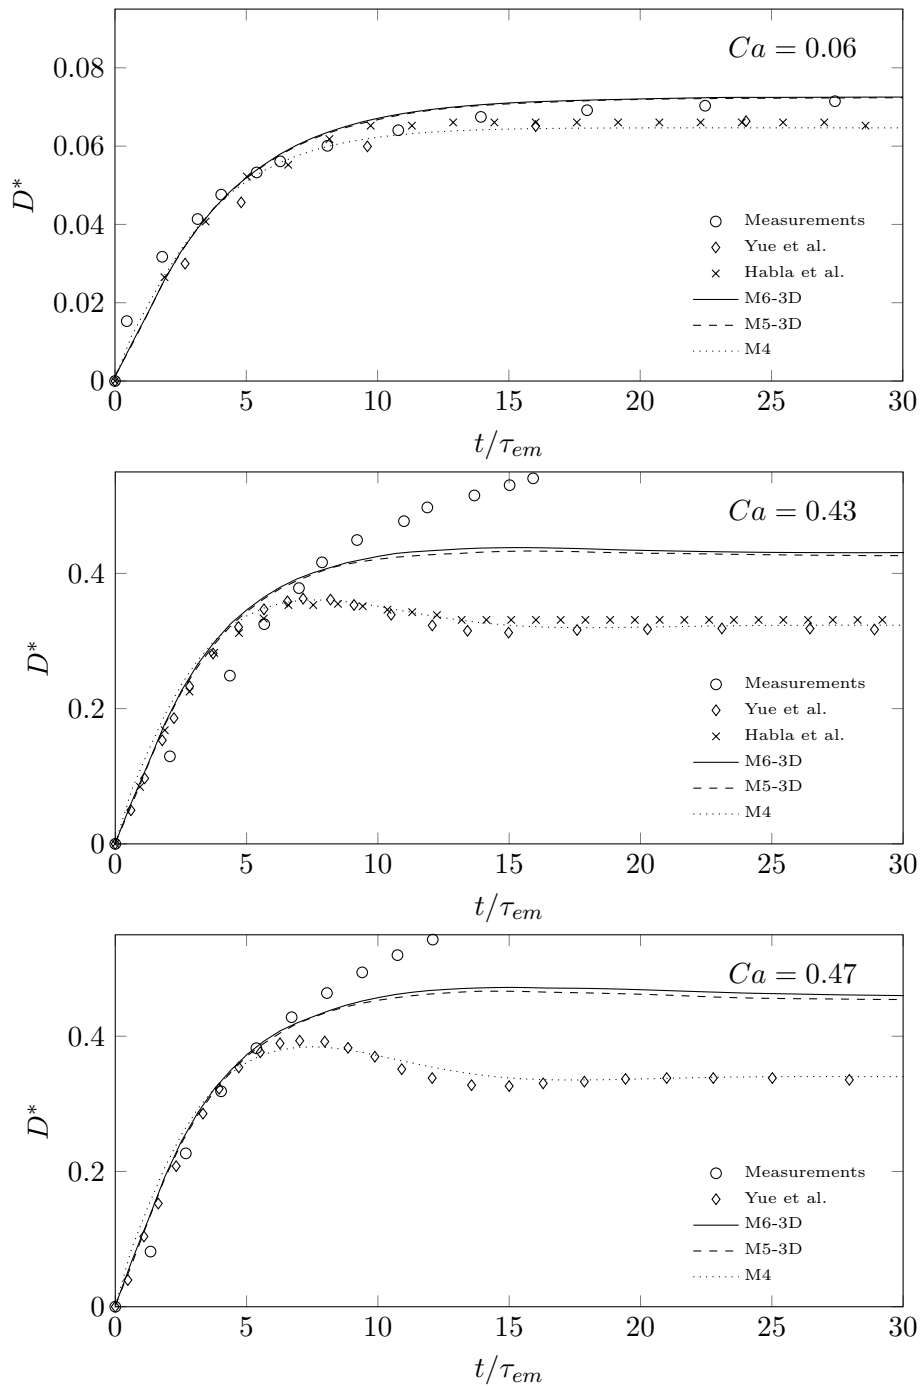 Ca = 0.06
0.08
0.06
0.04
0.02
0
D*
Measurements
Yue et al.
Habla et al.
M6-3D
M5-3D
M4
0 5 10 15 20 25 30
t/τem
Ca = 0.43
0.4
0.2
0
D*
Measurements
Yue et al.
Habla et al.
M6-3D
M5-3D
M4
0 5 10 15 20 25 30
t/τem
Ca = 0.47
0.4
0.2
0
D*
Measurements
Yue et al.
M6-3D
M5-3D
M4
0 5 10 15 20 25 30
t/τem